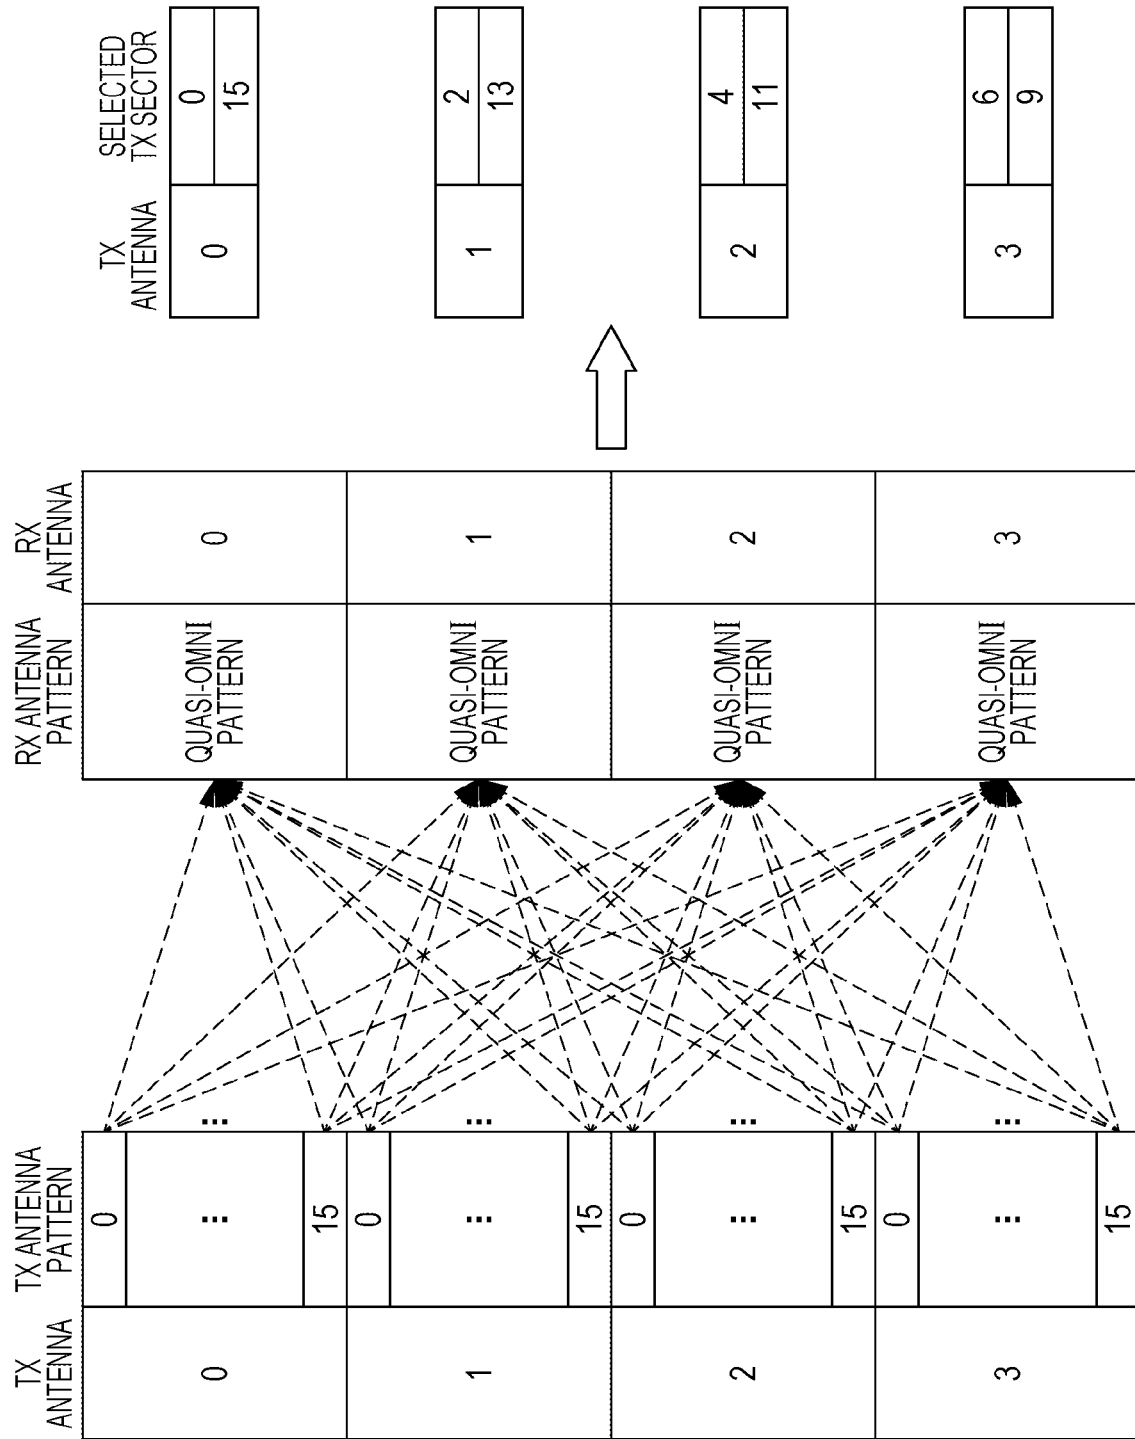 TX
ANTENNA
TX ANTENNA
PATTERN
RX ANTENNA
PATTERN
RX
ANTENNA
TX
ANTENNA
SELECTED
TX SECTOR
0
0
...
15
...
QUASI-OMNI
PATTERN
0
0
0
15
1
0
...
15
...
QUASI-OMNI
PATTERN
1
1
2
13
2
0
...
15
...
QUASI-OMNI
PATTERN
2
2
4
11
3
0
...
15
...
QUASI-OMNI
PATTERN
3
3
6
9